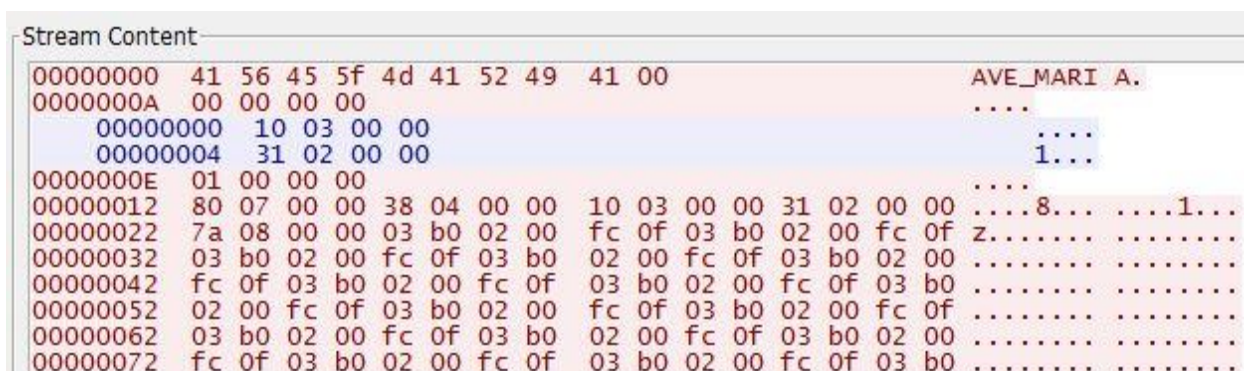 Stream Content
00000000 41 56 45 5f 4d 41 52 49 41 00 AVE_MARI A.
0000000A 00 00 00 00 ....
00000000 10 03 00 00 ....
00000004 31 02 00 00 1...
0000000E 01 00 00 00 ....
00000012 80 07 00 00 38 04 00 00 10 03 00 00 31 02 00 00 ....8... ....1...
00000022 7a 08 00 00 03 b0 02 00 fc 0f 03 b0 02 00 fc 0f z....... ........
00000032 03 b0 02 00 fc 0f 03 b0 02 00 fc 0f 03 b0 02 00 ........ ........
00000042 fc 0f 03 b0 02 00 fc 0f 03 b0 02 00 fc 0f 03 b0 ........ ........
00000052 02 00 fc 0f 03 b0 02 00 fc 0f 03 b0 02 00 fc 0f ........ ........
00000062 03 b0 02 00 fc 0f 03 b0 02 00 fc 0f 03 b0 02 00 ........ ........
00000072 fc 0f 03 b0 02 00 fc 0f 03 b0 02 00 fc 0f 03 b0 ........ ........